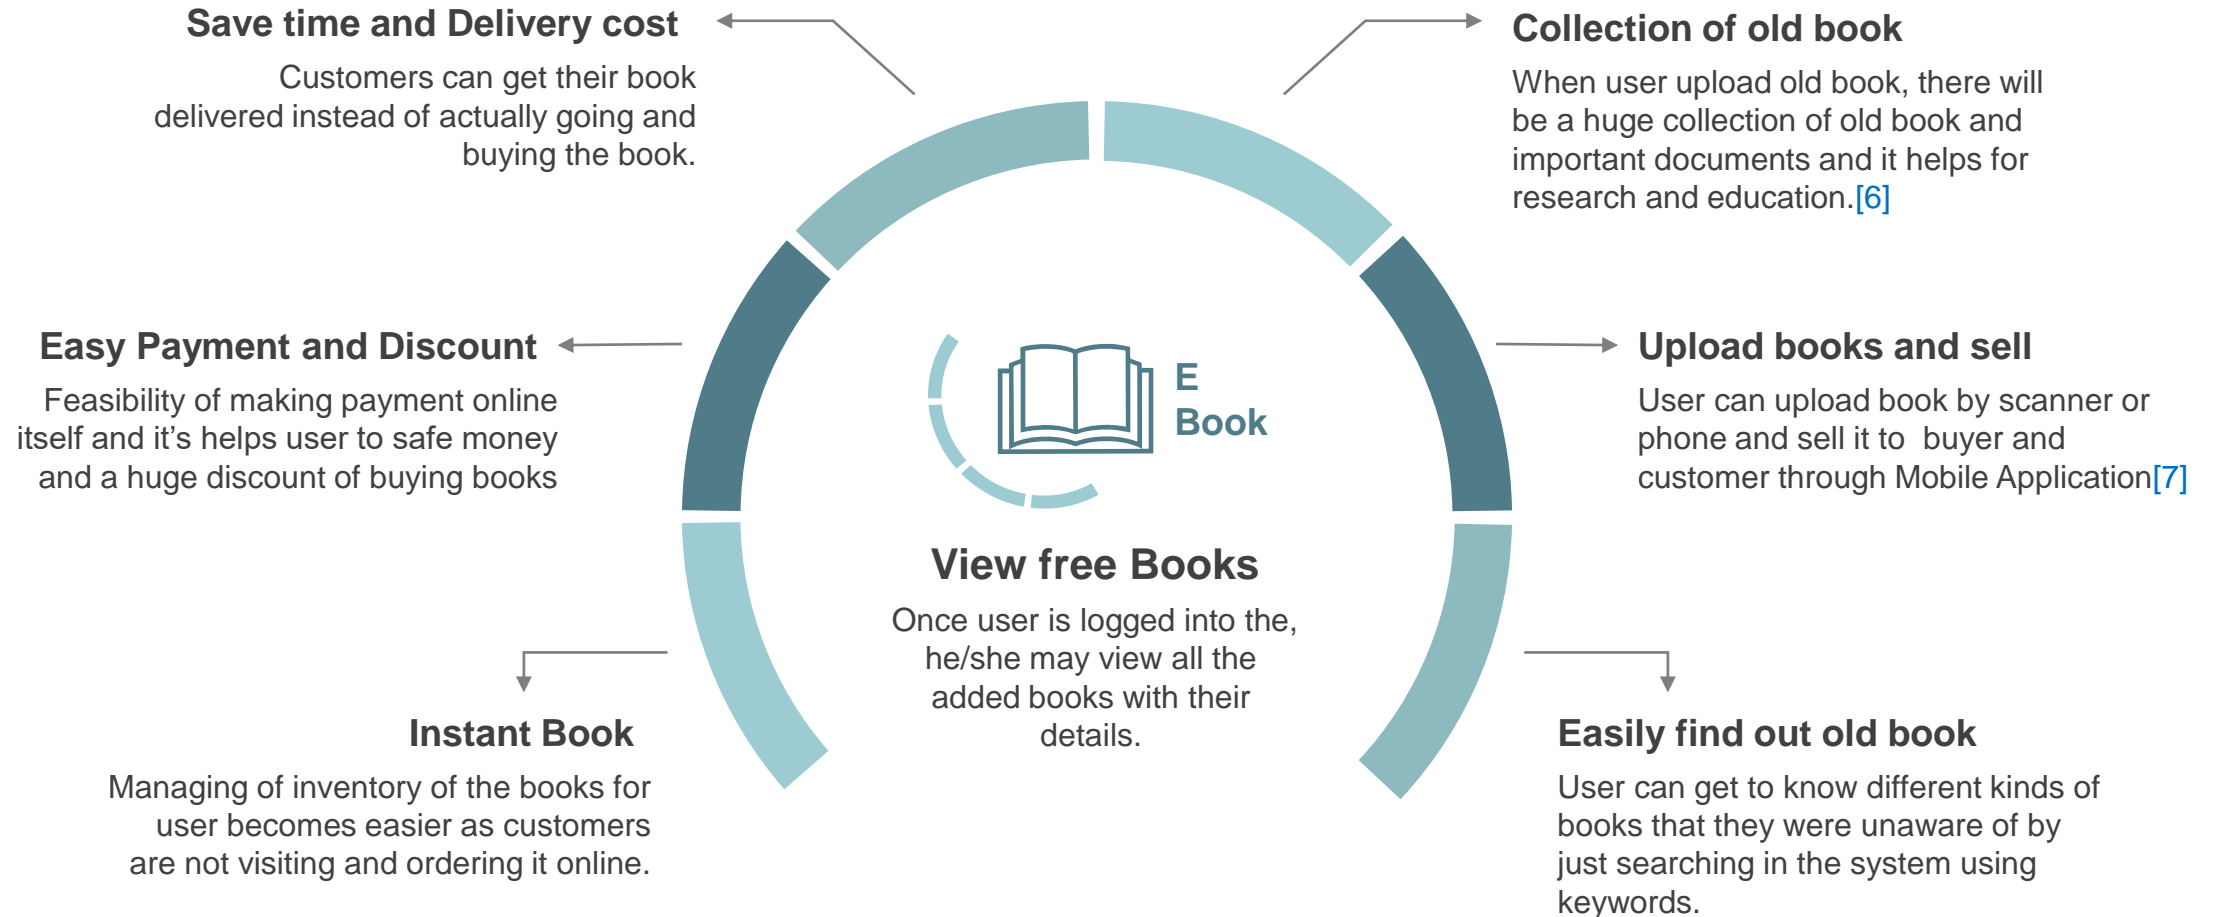 Save time and Delivery cost
Customers can get their book
delivered instead of actually going and
buying the book.
Easy Payment and Discount
Feasibility of making payment online
itself and it’s helps user to safe money
and a huge discount of buying books
Instant Book
Managing of inventory of the books for
user becomes easier as customers
are not visiting and ordering it online.
E
Book
View free Books
Once user is logged into the,
he/she may view all the
added books with their
details.
Collection of old book
When user upload old book, there will
be a huge collection of old book and
important documents and it helps for
research and education.[6]
Upload books and sell
User can upload book by scanner or
phone and sell it to  buyer and
customer through Mobile Application[7]
Easily find out old book
User can get to know different kinds of
books that they were unaware of by
just searching in the system using
keywords.